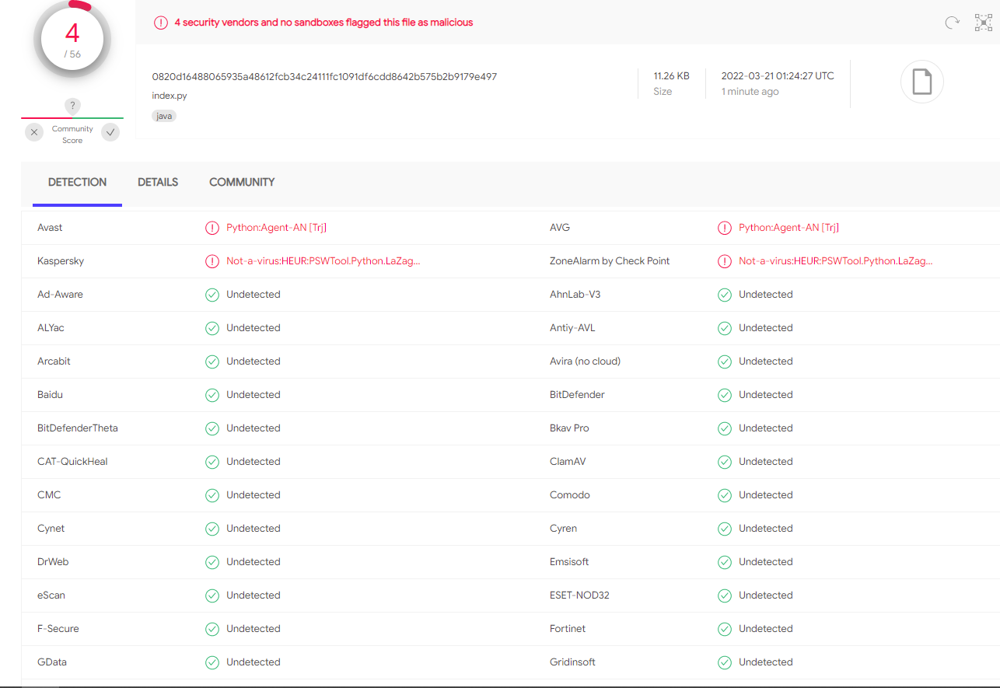 4
/ 56
?
Community
Score
4 security vendors and no sandboxes flagged this file as malicious
0820d16488065935a48612fcb34c24111fc1091df6cdd8642b575b2b9179e497
index.py
java
11.26 KB
Size
2022-03-21 01:24:27 UTC
1 minute ago
DETECTION DETAILS COMMUNITY
Avast Python:Agent-AN [Trj] AVG Python:Agent-AN [Trj]
Kaspersky Not-a-virus:HEUR:PSWTool.Python.LaZag... ZoneAlarm by Check Point Not-a-virus:HEUR:PSWTool.Python.LaZag...
Ad-Aware Undetected AhnLab-V3 Undetected
ALYac Undetected Antiy-AVL Undetected
Arcabit Undetected Avira (no cloud) Undetected
Baidu Undetected BitDefender Undetected
BitDefenderTheta Undetected Bkav Pro Undetected
CAT-QuickHeal Undetected ClamAV Undetected
CMC Undetected Comodo Undetected
Cynet Undetected Cyren Undetected
DrWeb Undetected Emsisoft Undetected
eScan Undetected ESET-NOD32 Undetected
F-Secure Undetected Fortinet Undetected
GData Undetected Gridinsoft Undetected